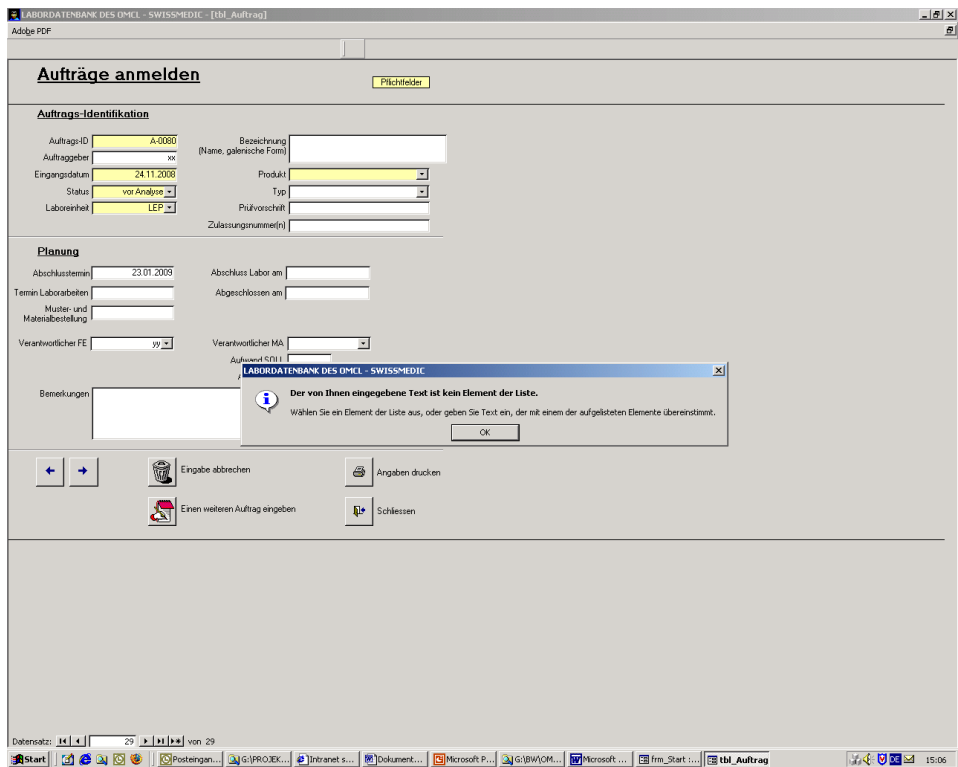 LABORDATENBANK DES OMCL - SWISSMEDIC - [tbl_Auftrag]
Adobe PDF
Aufträge anmelden
Pflichtfelder
Auftrags-Identifikation
Auftrags-ID A-0080
Bezeichnung
(Name, galenische Form)
Auftraggeber xx
Eingangsdatum 24.11.2008 Produkt
Status vor Analyse Typ
Laboreinheit LEP Prüfvorschrift
Zulassungsnummer(n)
Planung
Abschlusstermin 23.01.2009 Abschluss Labor am
Termin Laborarbeiten Abgeschlossen am
Muster- und
Materialbestellung
Verantwortlicher FE yy Verantwortlicher MA
Aufwand SOLL
LABORDATENBANK DES OMCL - SWISSMEDIC
Bemerkungen
Der von Ihnen eingegebene Text ist kein Element der Liste.
Wählen Sie ein Element der Liste aus, oder geben Sie Text ein, der mit einem der aufgelisteten Elemente übereinstimmt.
OK
Eingabe abbrechen Angaben drucken
Einen weiteren Auftrag eingeben Schliessen
Datensatz: 29 von 29
Start Posteingan... G:\PROJEK... Intranet s... Dokument... Microsoft P... G:\BW\OM... Microsoft ... frm_Start :... tbl_Auftrag DE 15:06